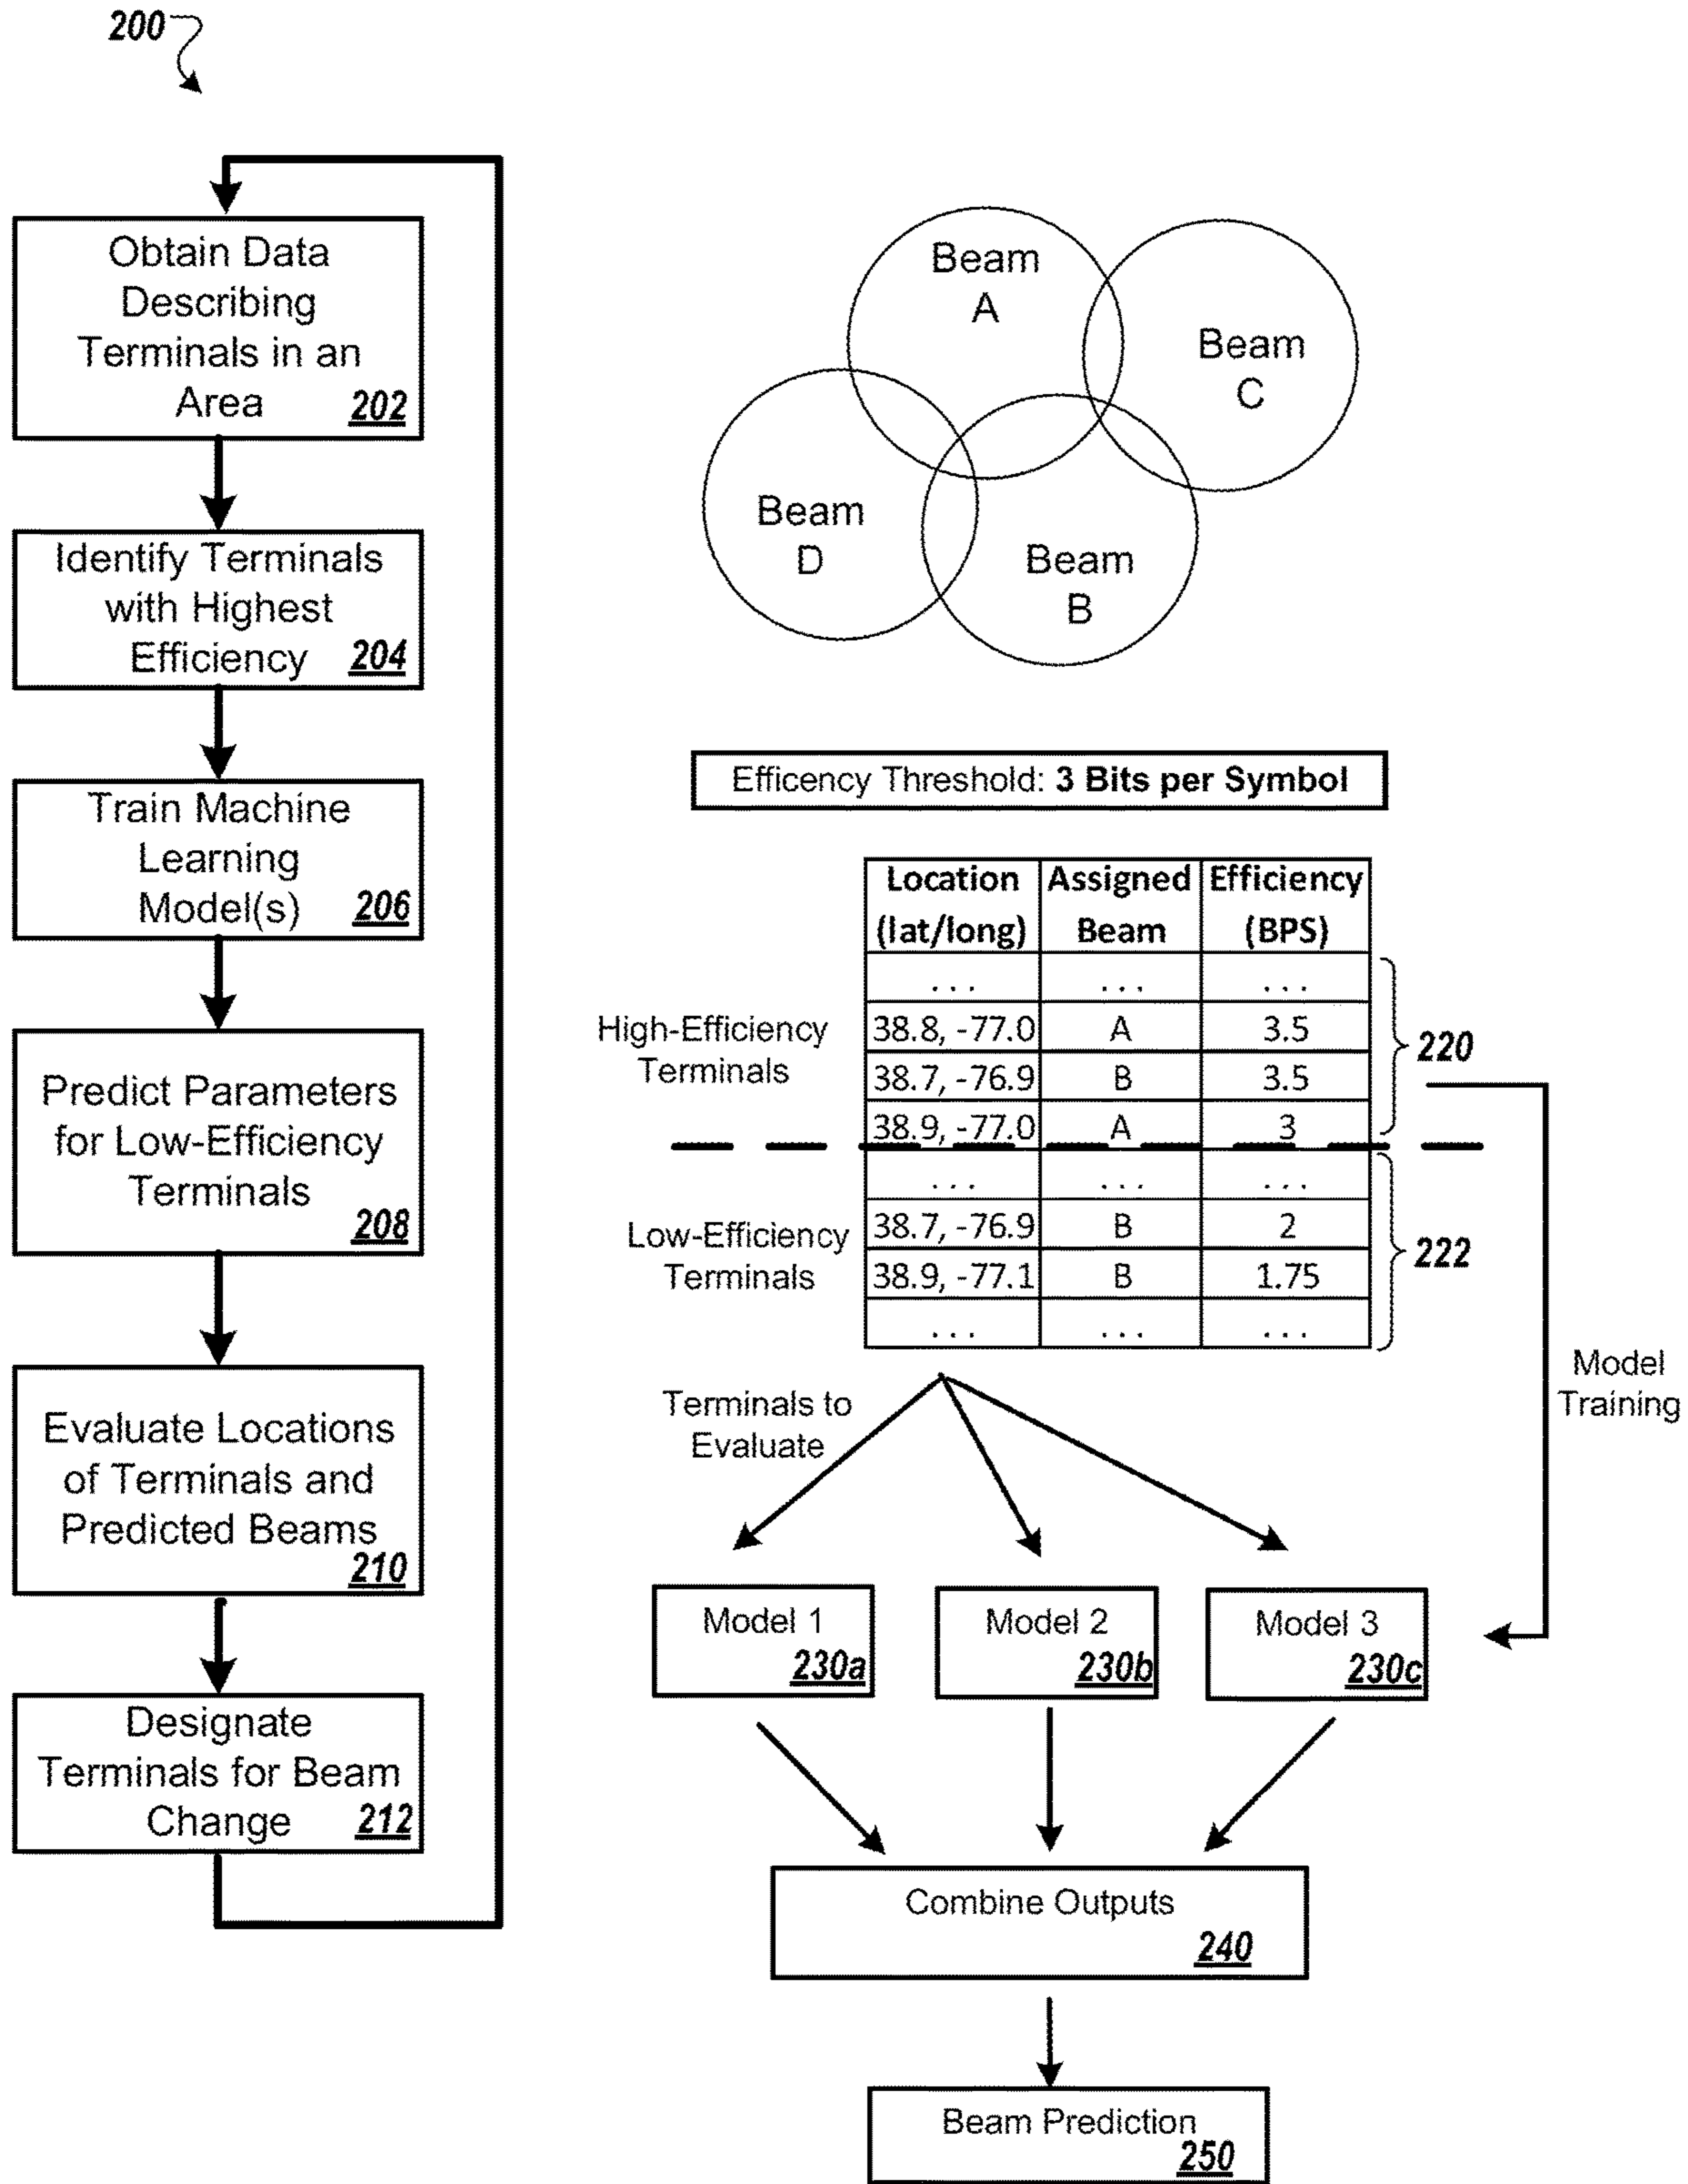 200
Obtain Data
Describing
Terminals in an
Area 202
Identify Terminals
with Highest
Efficiency 204
Train Machine
Learning
Model(s) 206
Predict Parameters
for Low-Efficiency
Terminals
208
Evaluate Locations
of Terminals and
Predicted Beams
210
Designate
Terminals for Beam
Change 212
Beam
A
Beam
C
Beam
D
Beam
B
Efficency Threshold: 3 Bits per Symbol
Location Assigned Efficiency
(lat/long) Beam (BPS)
... ... ...
38.8, -77.0 A 3.5
38.7, -76.9 B 3.5
38.9, -77.0 A 3
... ... ...
38.7, -76.9 B 2
38.9, -77.1 B 1.75
... ... ...
High-Efficiency
Terminals
220
Low-Efficiency
Terminals
222
Terminals to
Evaluate
Model
Training
Model 1
230a
Model 2
230b
Model 3
230c
Combine Outputs
240
Beam Prediction
250